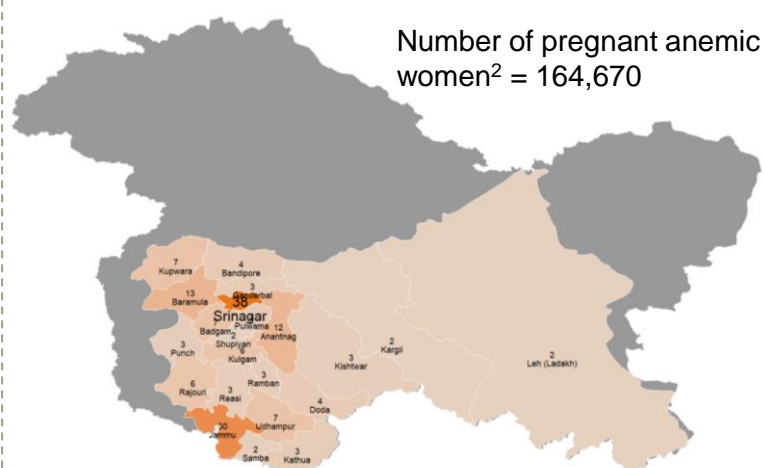 Number of pregnant anemic
women² = 164,670
7
Kupwara
4
Bandipore
3
Ganderbal
13
Baramula
38
Srinagar
7
Badgam
Pulwama
12
Anantnag
2
Shupiyan
6
Kulgam
3
Punch
2
Kargil
3
Kishtwar
2
Leh (Ladakh)
3
Ramban
6
Rajouri
3
Reasi
4
Doda
30
Jammu
7
Udhampur
2
Samba
3
Kathua